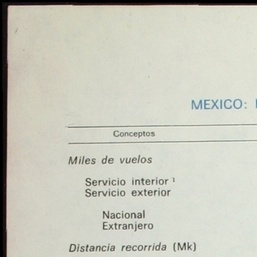 MEXICO:
Conceptos
Miles de vuelos
Servicio interior ¹
Servicio exterior
Nacional
Extranjero
Distancia recorrida (Mk)